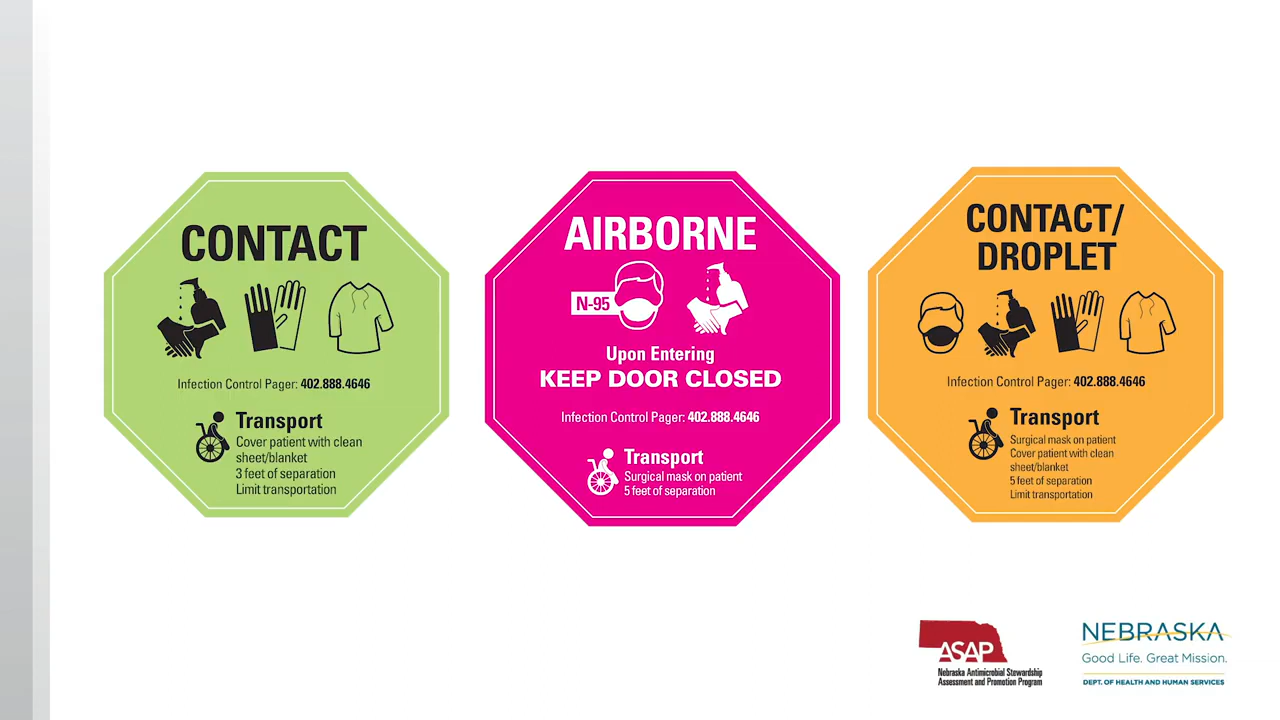 CONTACT
Infection Control Pager: 402.888.4646
Transport
Cover patient with clean
sheet/blanket
3 feet of separation
Limit transportation
AIRBORNE
N-95
Upon Entering
KEEP DOOR CLOSED
Infection Control Pager: 402.888.4646
Transport
Surgical mask on patient
5 feet of separation
CONTACT/
DROPLET
Infection Control Pager: 402.888.4646
Transport
Surgical mask on patient
Cover patient with clean
sheet/blanket
5 feet of separation
Limit transportation
ASAP
Nebraska Antimicrobial Stewardship
Assessment and Promotion Program
NEBRASKA
Good Life. Great Mission.
DEPT. OF HEALTH AND HUMAN SERVICES